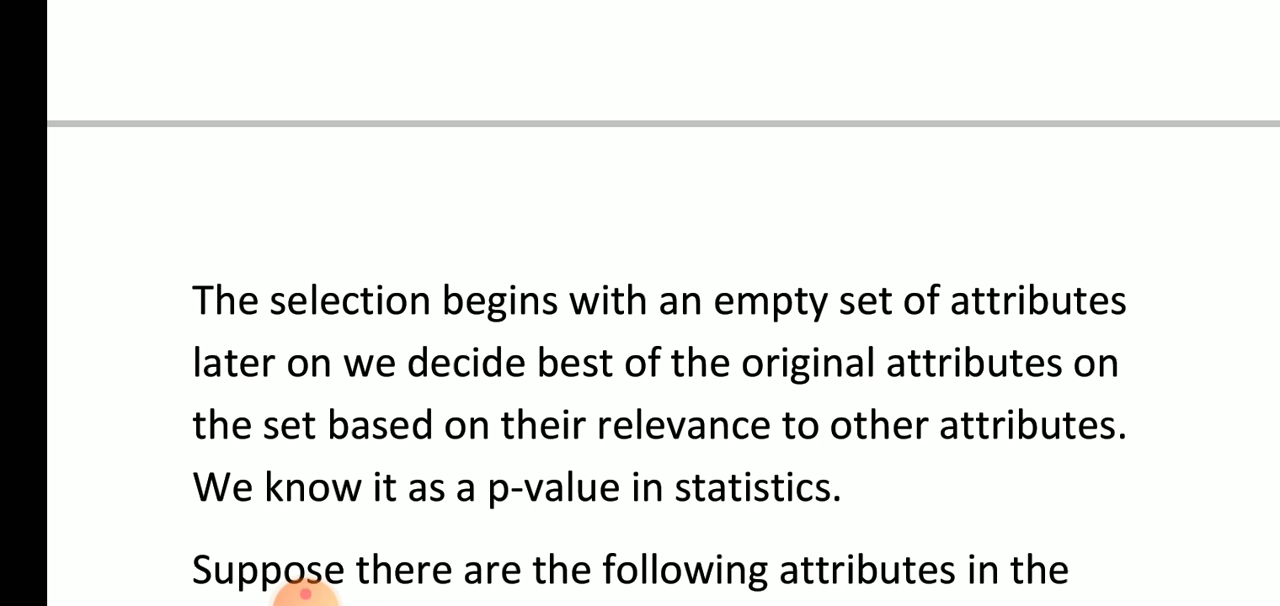 The selection begins with an empty set of attributes
later on we decide best of the original attributes on
the set based on their relevance to other attributes.
We know it as a p-value in statistics.
Suppose there are the following attributes in the